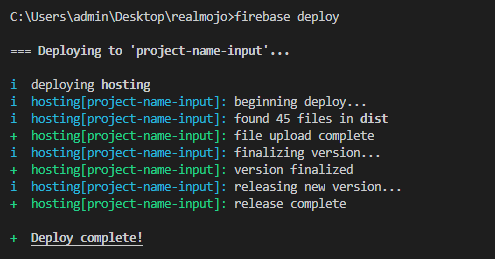 C:\Users\admin\Desktop\realmojo>firebase deploy
=== Deploying to 'project-name-input'...
i  deploying hosting
i  hosting[project-name-input]: beginning deploy...
i  hosting[project-name-input]: found 45 files in dist
+  hosting[project-name-input]: file upload complete
i  hosting[project-name-input]: finalizing version...
+  hosting[project-name-input]: version finalized
i  hosting[project-name-input]: releasing new version...
+  hosting[project-name-input]: release complete
+  Deploy complete!